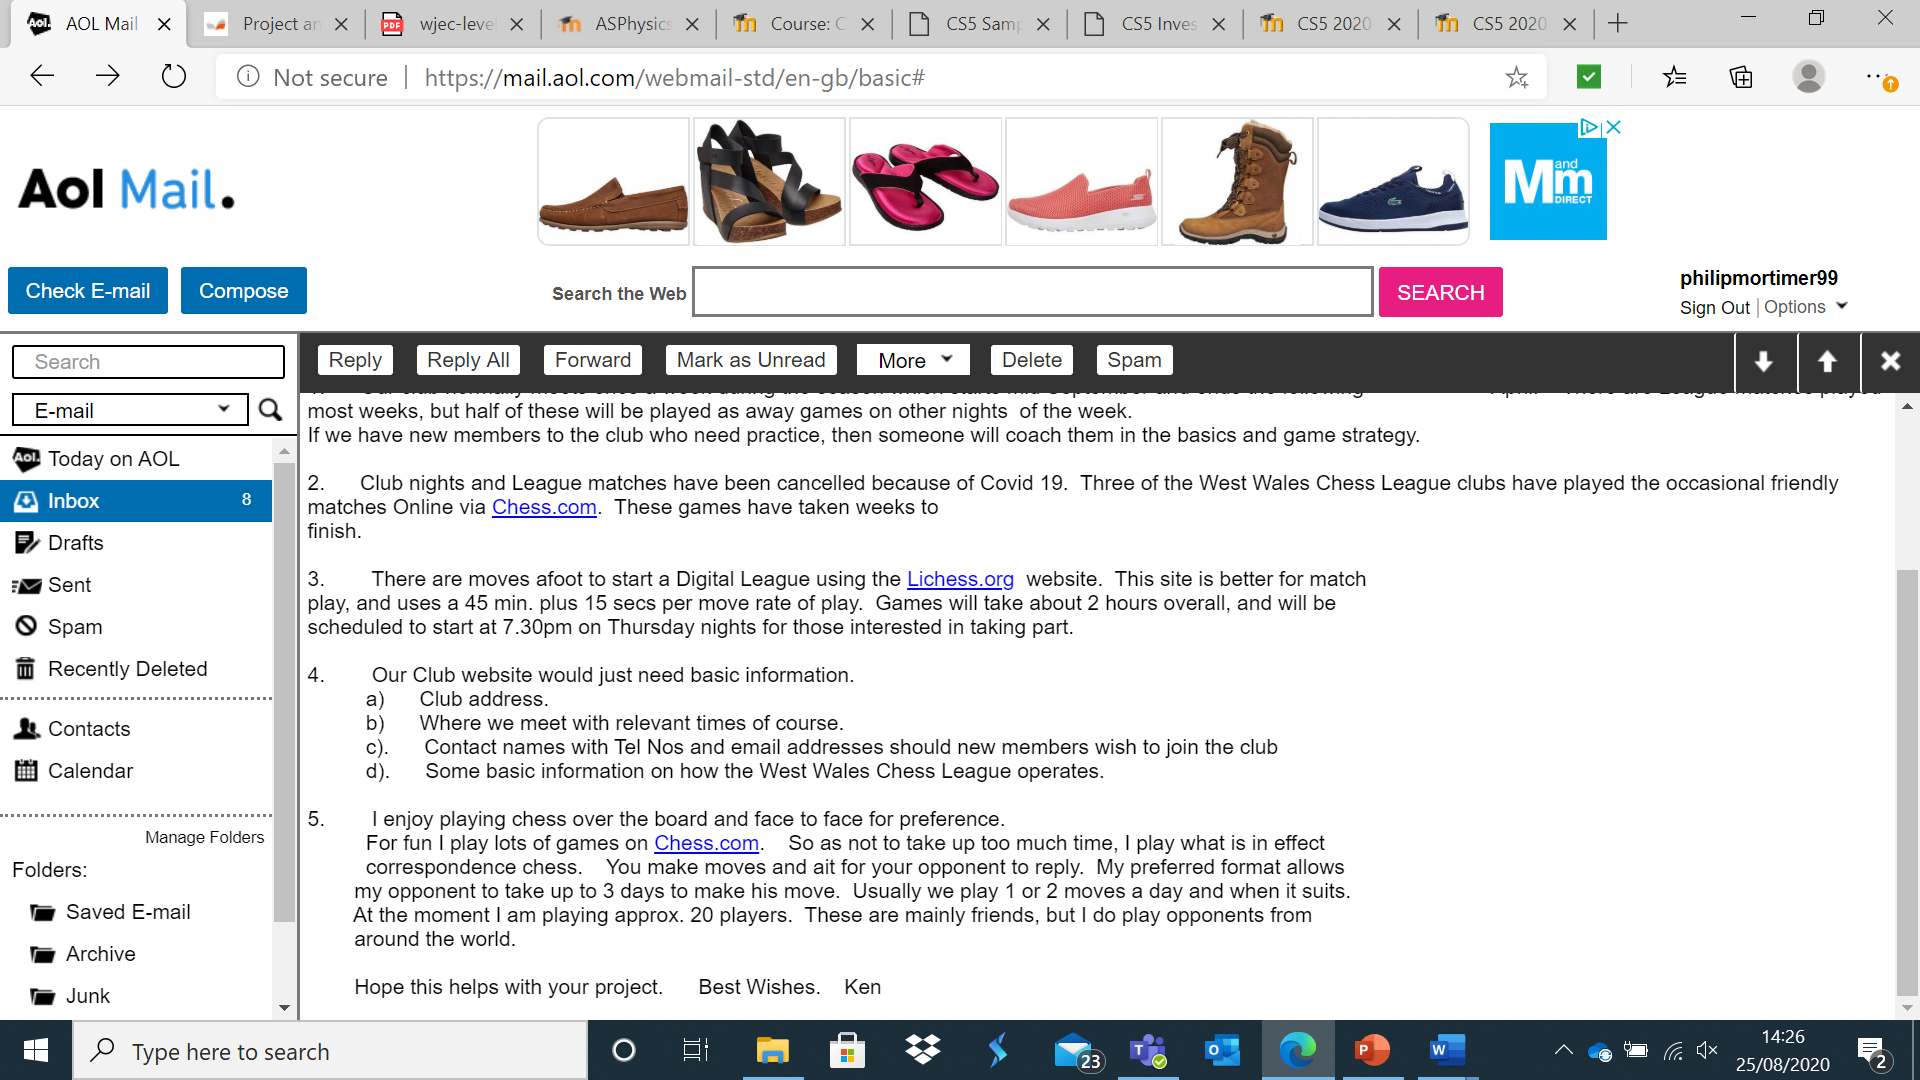 AOL Mail
Project an
wjec-level
ASPhysics
Course: C
CS5 Samp
CS5 Inves
CS5 2020
CS5 2020
Not secure | https://mail.aol.com/webmail-std/en-gb/basic#
Aol Mail.
MandM DIRECT
Check E-mail Compose
Search the Web SEARCH
philipmortimer99
Sign Out | Options
Search
E-mail
Reply Reply All Forward Mark as Unread More Delete Spam
Today on AOL
Inbox 8
Drafts
Sent
Spam
Recently Deleted
Contacts
Calendar
Manage Folders
Folders:
Saved E-mail
Archive
Junk
most weeks, but half of these will be played as away games on other nights of the week.
If we have new members to the club who need practice, then someone will coach them in the basics and game strategy.
2. Club nights and League matches have been cancelled because of Covid 19. Three of the West Wales Chess League clubs have played the occasional friendly
matches Online via Chess.com. These games have taken weeks to
finish.
3. There are moves afoot to start a Digital League using the Lichess.org website. This site is better for match
play, and uses a 45 min. plus 15 secs per move rate of play. Games will take about 2 hours overall, and will be
scheduled to start at 7.30pm on Thursday nights for those interested in taking part.
4. Our Club website would just need basic information.
a) Club address.
b) Where we meet with relevant times of course.
c). Contact names with Tel Nos and email addresses should new members wish to join the club
d). Some basic information on how the West Wales Chess League operates.
5. I enjoy playing chess over the board and face to face for preference.
For fun I play lots of games on Chess.com. So as not to take up too much time, I play what is in effect
correspondence chess. You make moves and ait for your opponent to reply. My preferred format allows
my opponent to take up to 3 days to make his move. Usually we play 1 or 2 moves a day and when it suits.
At the moment I am playing approx. 20 players. These are mainly friends, but I do play opponents from
around the world.
Hope this helps with your project. Best Wishes. Ken
Type here to search
23
14:26
25/08/2020
2